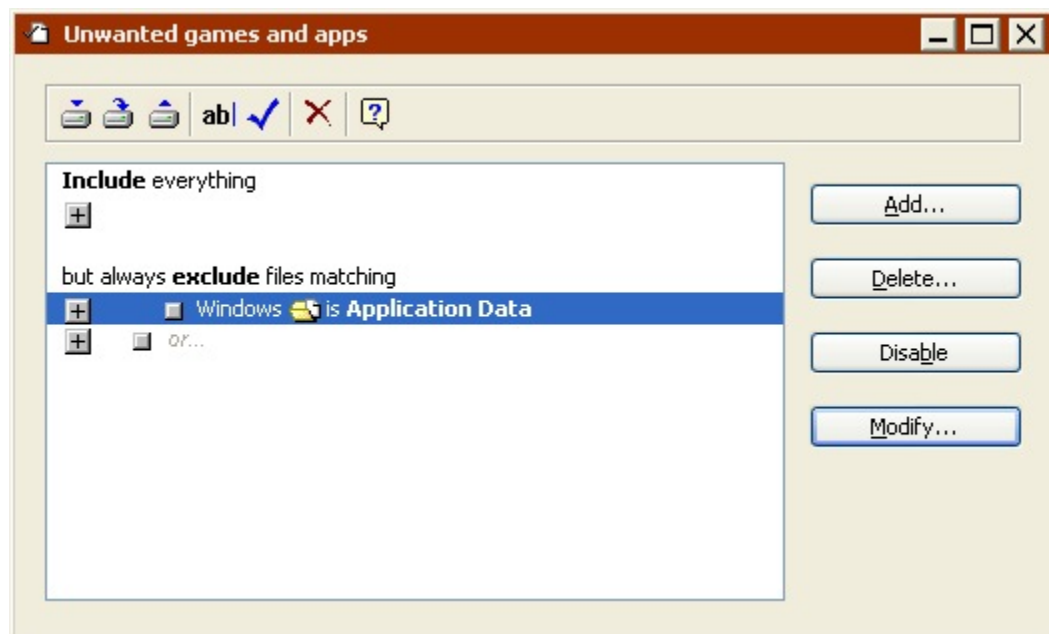 Unwanted games and apps
ab|
Include everything
Add...
but always exclude files matching
Delete...
Windows is Application Data
or...
Disable
Modify...